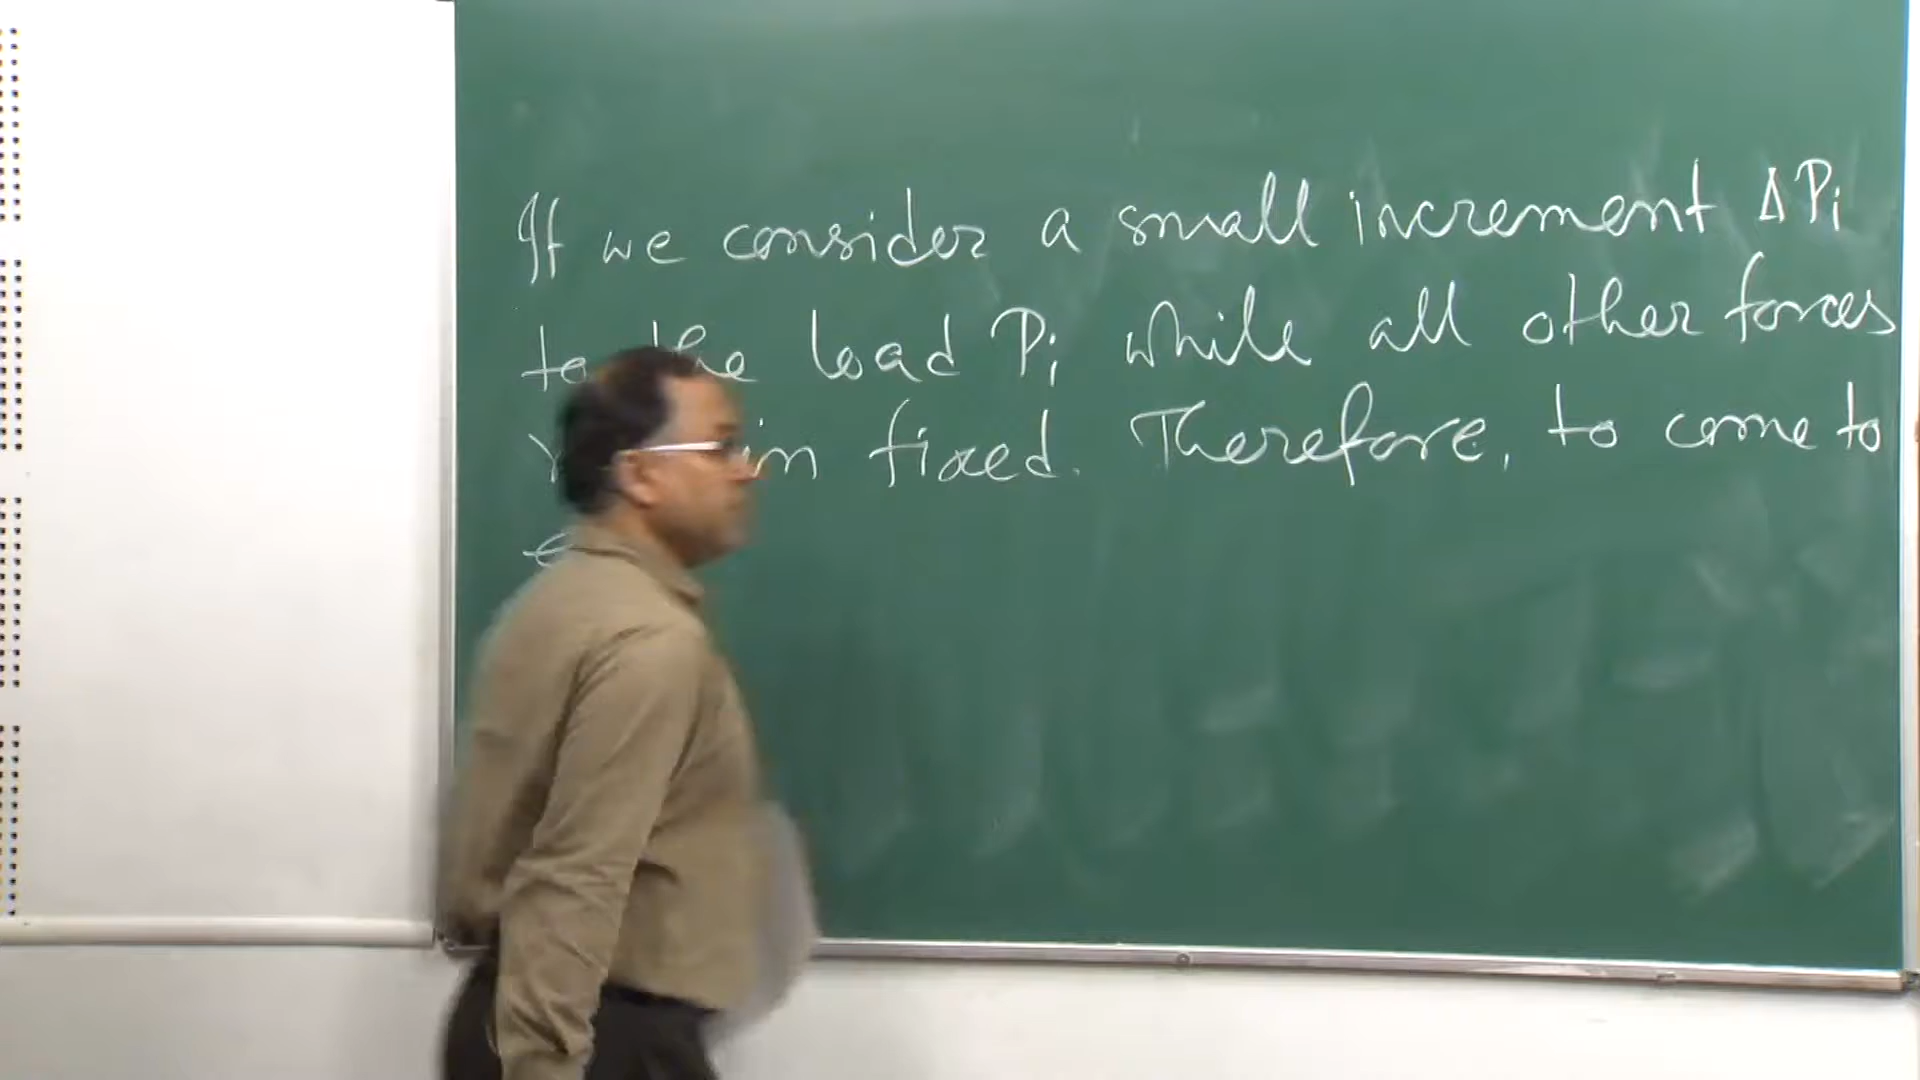 If we consider a small increment ΔPi
to the load Pi while all other forces
fixed. Therefore, to come to